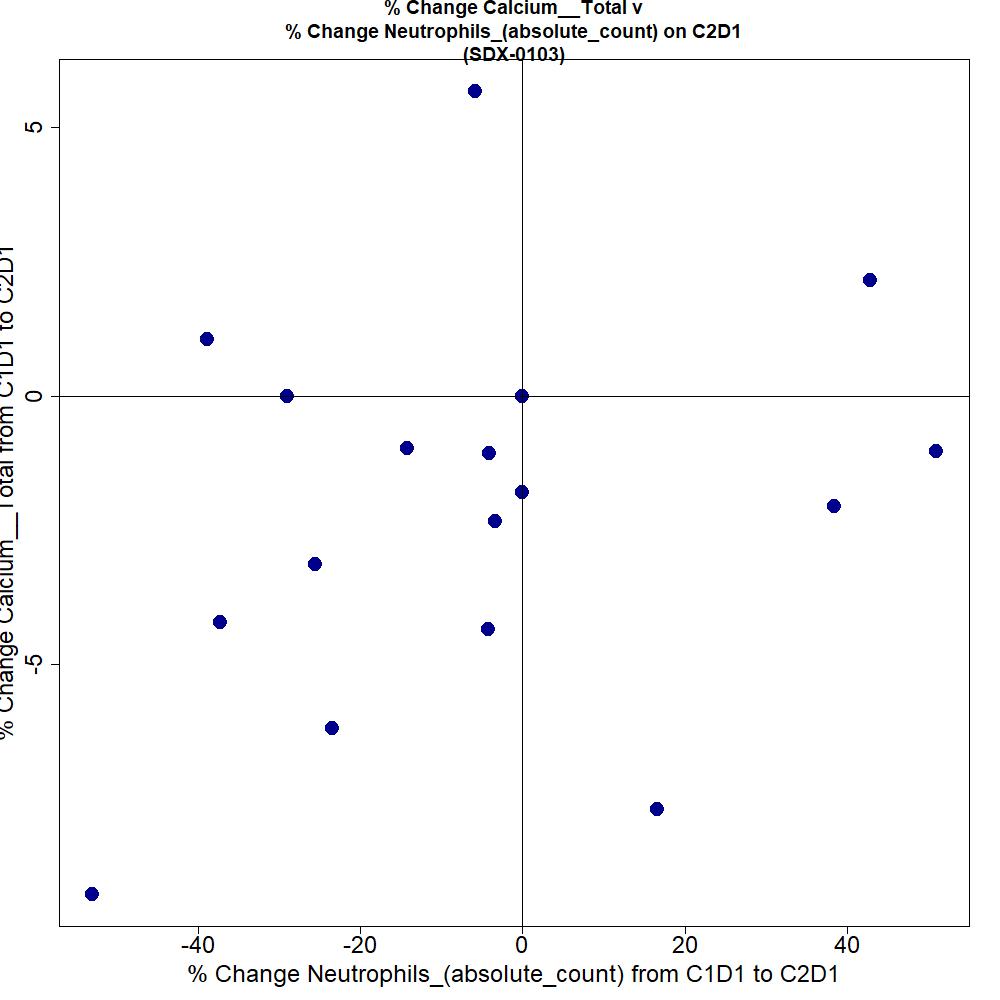 % Change Calcium__Total v
% Change Neutrophils_(absolute_count) on C2D1
(SDX-0103)
5
0
-5
% Change Calcium__Total from C1D1 to C2D1
-40
-20
0
20
40
% Change Neutrophils_(absolute_count) from C1D1 to C2D1